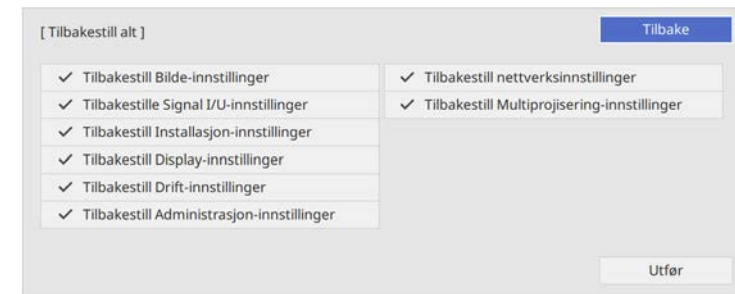 [ Tilbakestill alt ]
Tilbake
Tilbakestill Bilde-innstillinger
Tilbakestille Signal I/U-innstillinger
Tilbakestill Installasjon-innstillinger
Tilbakestill Display-innstillinger
Tilbakestill Drift-innstillinger
Tilbakestill Administrasjon-innstillinger
Tilbakestill nettverksinnstillinger
Tilbakestill Multiprojisering-innstillinger
Utfør